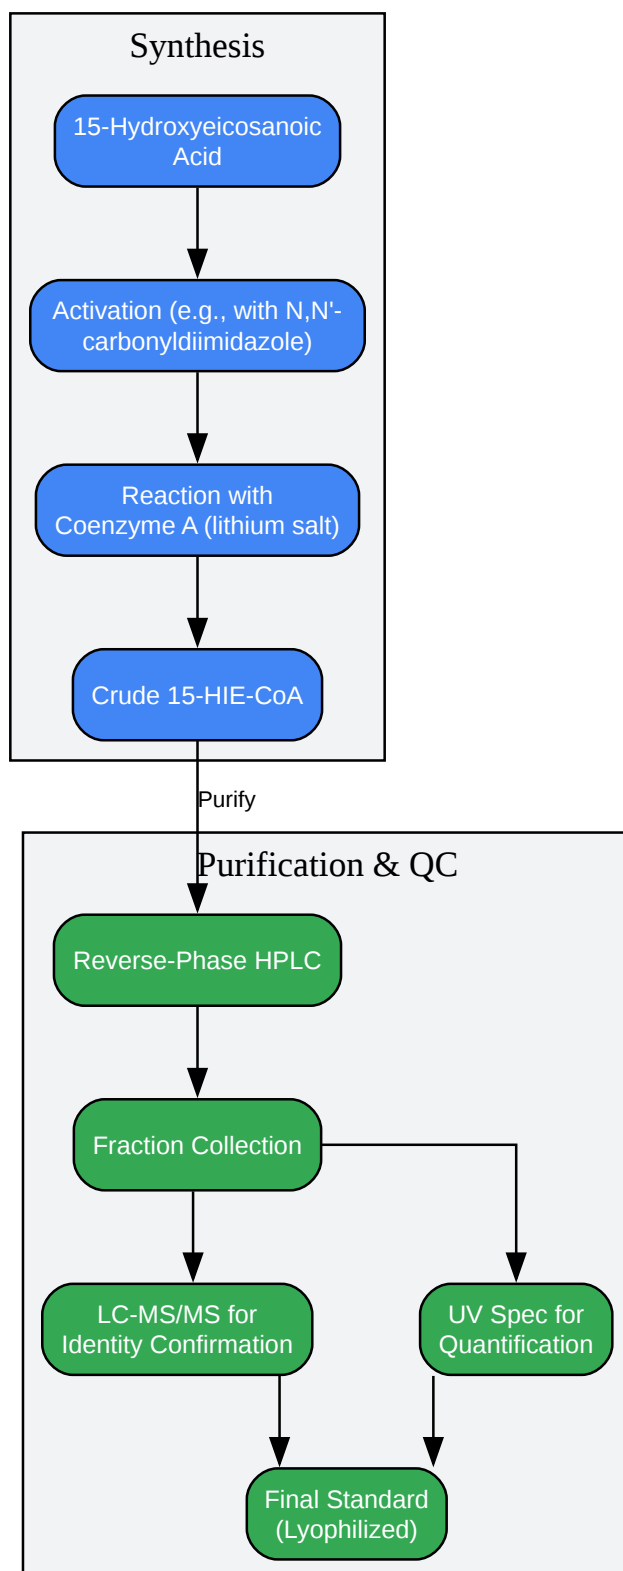 Synthesis
15-Hydroxyeicosanoic
Acid
Activation (e.g., with N,N'-
carbonyldiimidazole)
Reaction with
Coenzyme A (lithium salt)
Crude 15-HIE-CoA
Purify
Purification & QC
Reverse-Phase HPLC
Fraction Collection
LC-MS/MS for
Identity Confirmation
UV Spec for
Quantification
Final Standard
(Lyophilized)